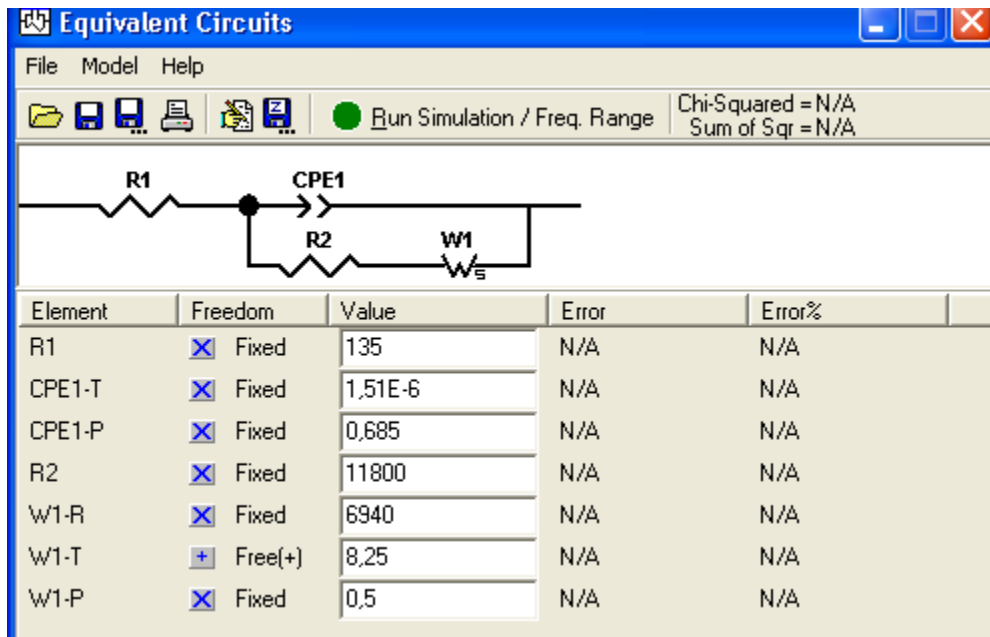 Equivalent Circuits
File Model Help
Run Simulation / Freq. Range
Chi-Squared = N/A
Sum of Sqr = N/A
R1 CPE1
R2 W1
s
Element Freedom Value Error Error%
R1 Fixed 135 N/A N/A
CPE1-T Fixed 1,51E-6 N/A N/A
CPE1-P Fixed 0,685 N/A N/A
R2 Fixed 11800 N/A N/A
W1-R Fixed 6940 N/A N/A
W1-T + Free(+) 8,25 N/A N/A
W1-P Fixed 0,5 N/A N/A